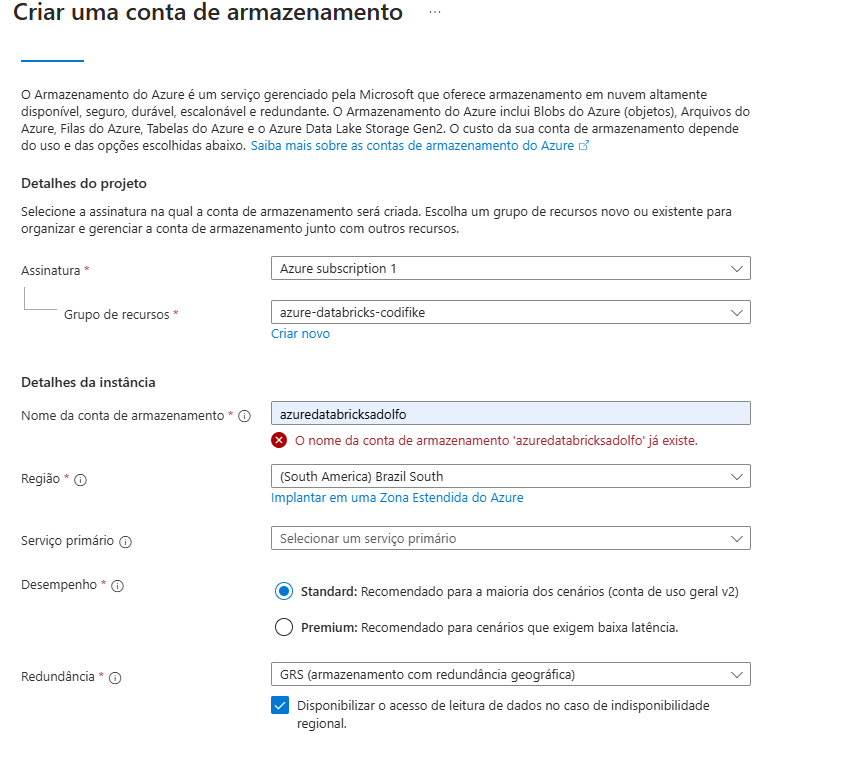 Criar uma conta de armazenamento ...
O Armazenamento do Azure é um serviço gerenciado pela Microsoft que oferece armazenamento em nuvem altamente
disponível, seguro, durável, escalonável e redundante. O Armazenamento do Azure inclui Blobs do Azure (objetos), Arquivos do
Azure, Filas do Azure, Tabelas do Azure e o Azure Data Lake Storage Gen2. O custo da sua conta de armazenamento depende
do uso e das opções escolhidas abaixo. Saiba mais sobre as contas de armazenamento do Azure
Detalhes do projeto
Selecione a assinatura na qual a conta de armazenamento será criada. Escolha um grupo de recursos novo ou existente para
organizar e gerenciar a conta de armazenamento junto com outros recursos.
Assinatura *
Azure subscription 1
Grupo de recursos *
azure-databricks-codifike
Criar novo
Detalhes da instância
Nome da conta de armazenamento *
azuredatabricksadolfo
O nome da conta de armazenamento 'azuredatabricksadolfo' já existe.
Região *
(South America) Brazil South
Implantar em uma Zona Estendida do Azure
Serviço primário
Selecionar um serviço primário
Desempenho *
Standard: Recomendado para a maioria dos cenários (conta de uso geral v2)
Premium: Recomendado para cenários que exigem baixa latência.
Redundância *
GRS (armazenamento com redundância geográfica)
Disponibilizar o acesso de leitura de dados no caso de indisponibilidade
regional.